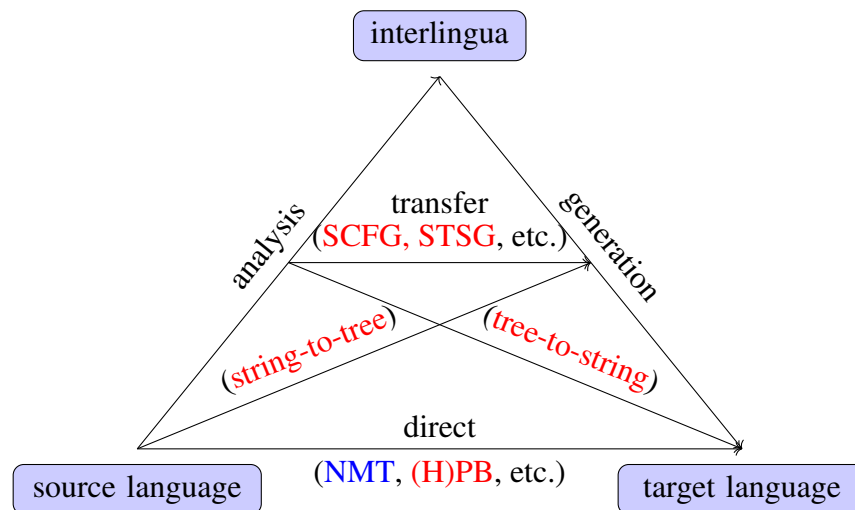 interlingua
analysis
transfer
generation
(SCFG, STSG, etc.)
(string-to-tree)
(tree-to-string)
direct
(NMT, (H)PB, etc.)
source language
target language